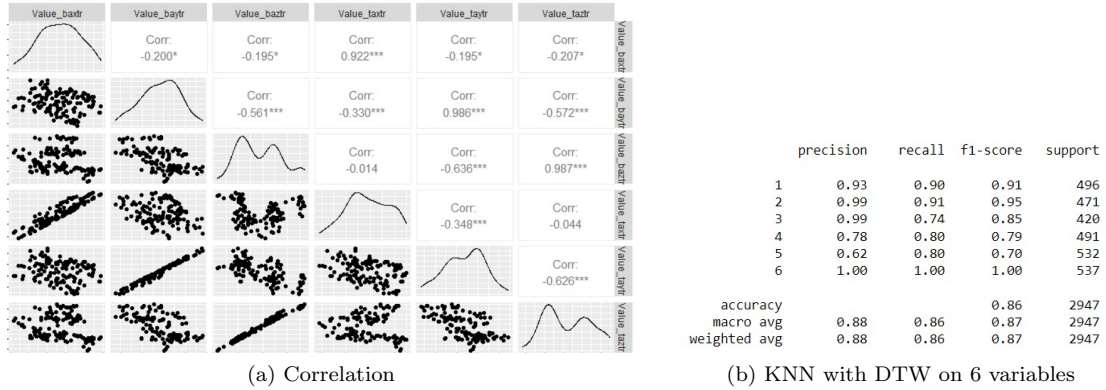 Value_baxtr Value_baytr Value_baztr Value_taxtr Value_taytr Value_taztr
Corr: Corr: Corr: Corr: Corr:
-0.200* -0.195* 0.922*** -0.195* -0.207*
Value_baxtr
Corr: Corr: Corr: Corr:
-0.561*** -0.330*** 0.986*** -0.572***
Value_baytr
Corr: Corr: Corr:
-0.014 -0.636*** 0.987***
Value_baztr
Corr: Corr:
-0.348*** -0.044
Value_taxtr
Corr:
-0.626***
Value_taytr
Value_taztr
(a) Correlation
precision recall f1-score support
1 0.93 0.90 0.91 496
2 0.99 0.91 0.95 471
3 0.99 0.74 0.85 420
4 0.78 0.80 0.79 491
5 0.62 0.80 0.70 532
6 1.00 1.00 1.00 537
accuracy 0.86 2947
macro avg 0.88 0.86 0.87 2947
weighted avg 0.88 0.86 0.87 2947
(b) KNN with DTW on 6 variables